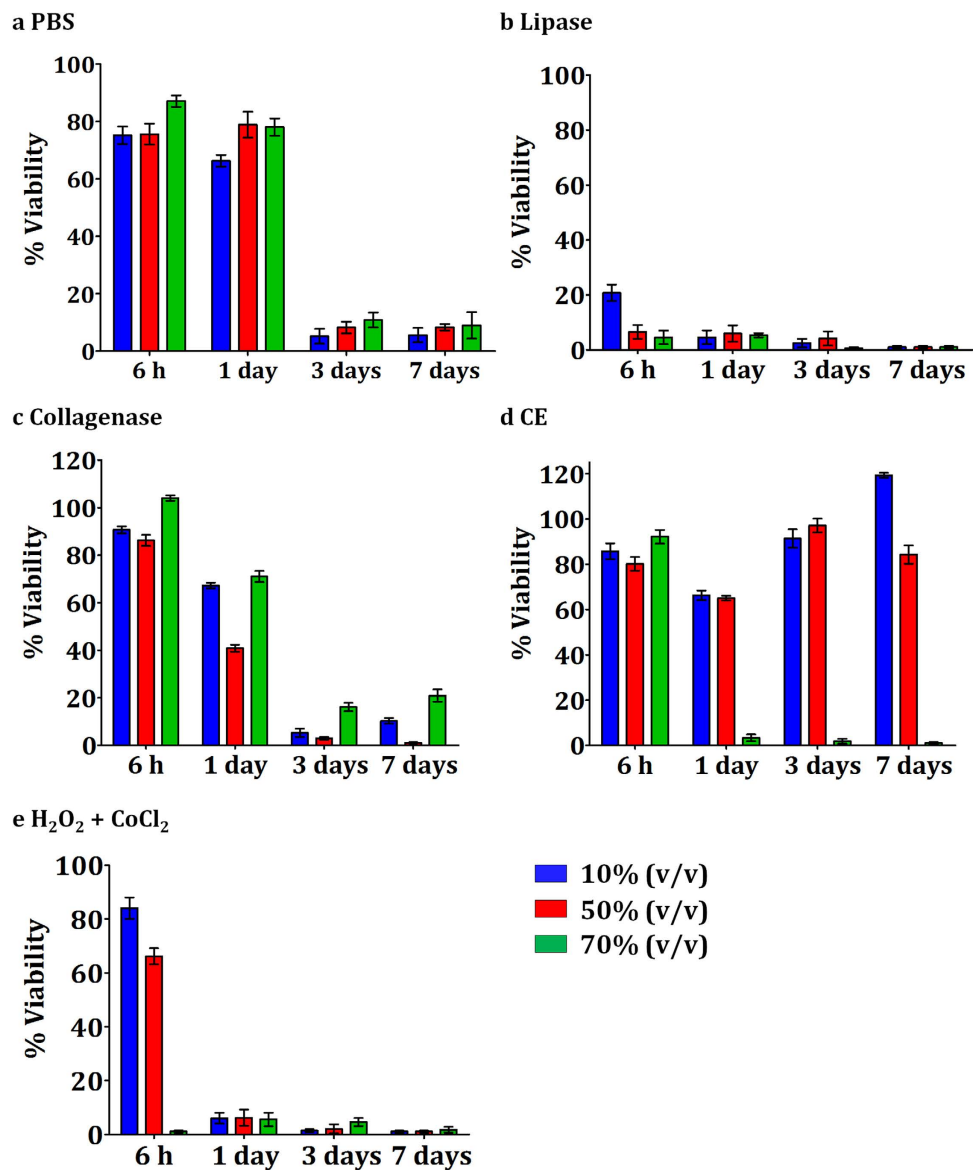 a PBS
% Viability
100
80
60
40
20
0
6 h 1 day 3 days 7 days
b Lipase
% Viability
100
80
60
40
20
0
6 h 1 day 3 days 7 days
c Collagenase
% Viability
120
100
80
60
40
20
0
6 h 1 day 3 days 7 days
d CE
% Viability
120
100
80
60
40
20
0
6 h 1 day 3 days 7 days
e H₂O₂ + CoCl₂
% Viability
100
80
60
40
20
0
6 h 1 day 3 days 7 days
10% (v/v)
50% (v/v)
70% (v/v)